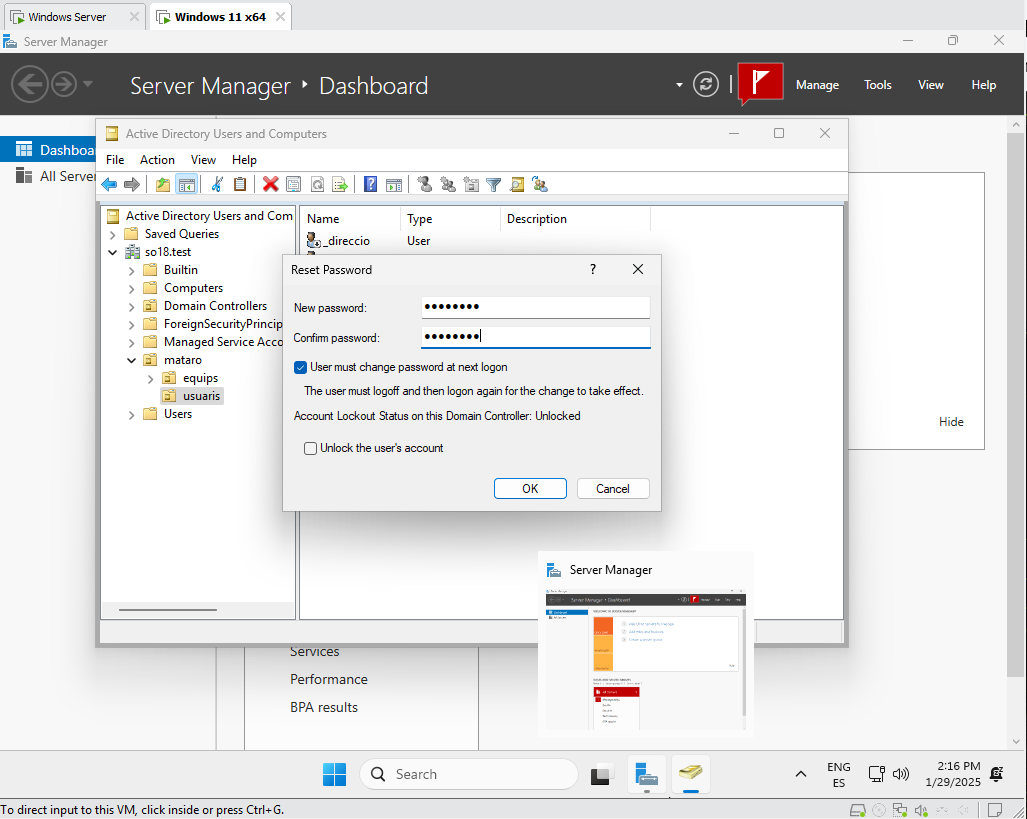 Windows Server
Windows 11 x64
Server Manager
Server Manager
Dashboard
Manage
Tools
View
Help
Dashboa
All Server
Active Directory Users and Computers
File
Action
View
Help
Active Directory Users and Com
Saved Queries
so18.test
Builtin
Computers
Domain Controllers
ForeignSecurityPrincip
Managed Service Acco
mataro
equips
usuaris
Users
Name
Type
Description
_direccio
User
Reset Password
New password:
Confirm password:
User must change password at next logon
The user must logoff and then logon again for the change to take effect.
Account Lockout Status on this Domain Controller: Unlocked
Unlock the user's account
OK
Cancel
Hide
Server Manager
Services
Performance
BPA results
Search
ENG
ES
2:16 PM
1/29/2025
To direct input to this VM, click inside or press Ctrl+G.